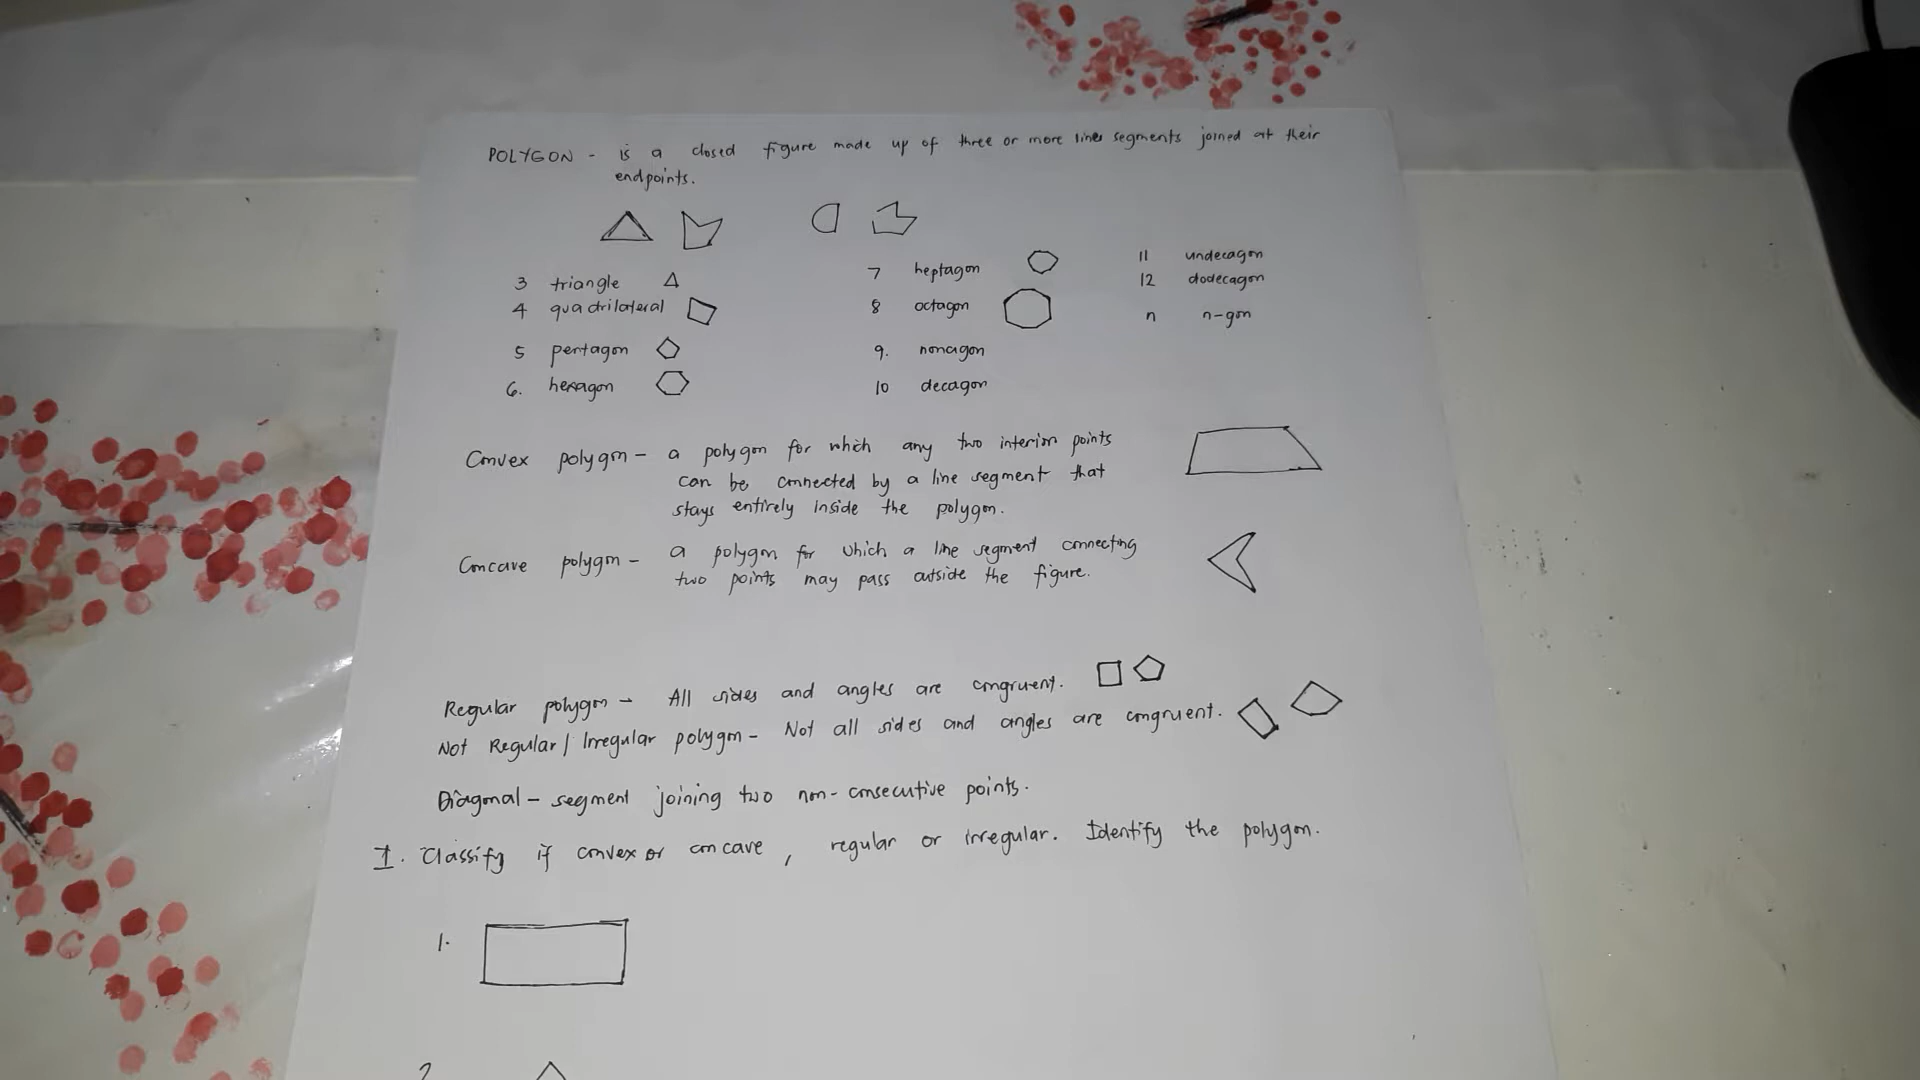 POLYGON - is a closed figure made up of three or more line segments joined at their
endpoints.
3 triangle
4 quadrilateral
5 pentagon
6. hexagon
7 heptagon
8 octagon
9. nonagon
10 decagon
11 undecagon
12 dodecagon
n n-gon
Convex polygon - a polygon for which any two interior points
can be connected by a line segment that
stays entirely inside the polygon.
Concave polygon - a polygon for which a line segment connecting
two points may pass outside the figure.
Regular polygon - All sides and angles are congruent.
Not Regular / Irregular polygon - Not all sides and angles are congruent.
Diagonal - segment joining two non-consecutive points.
I. Classify if convex or concave, regular or irregular. Identify the polygon.
1.
2